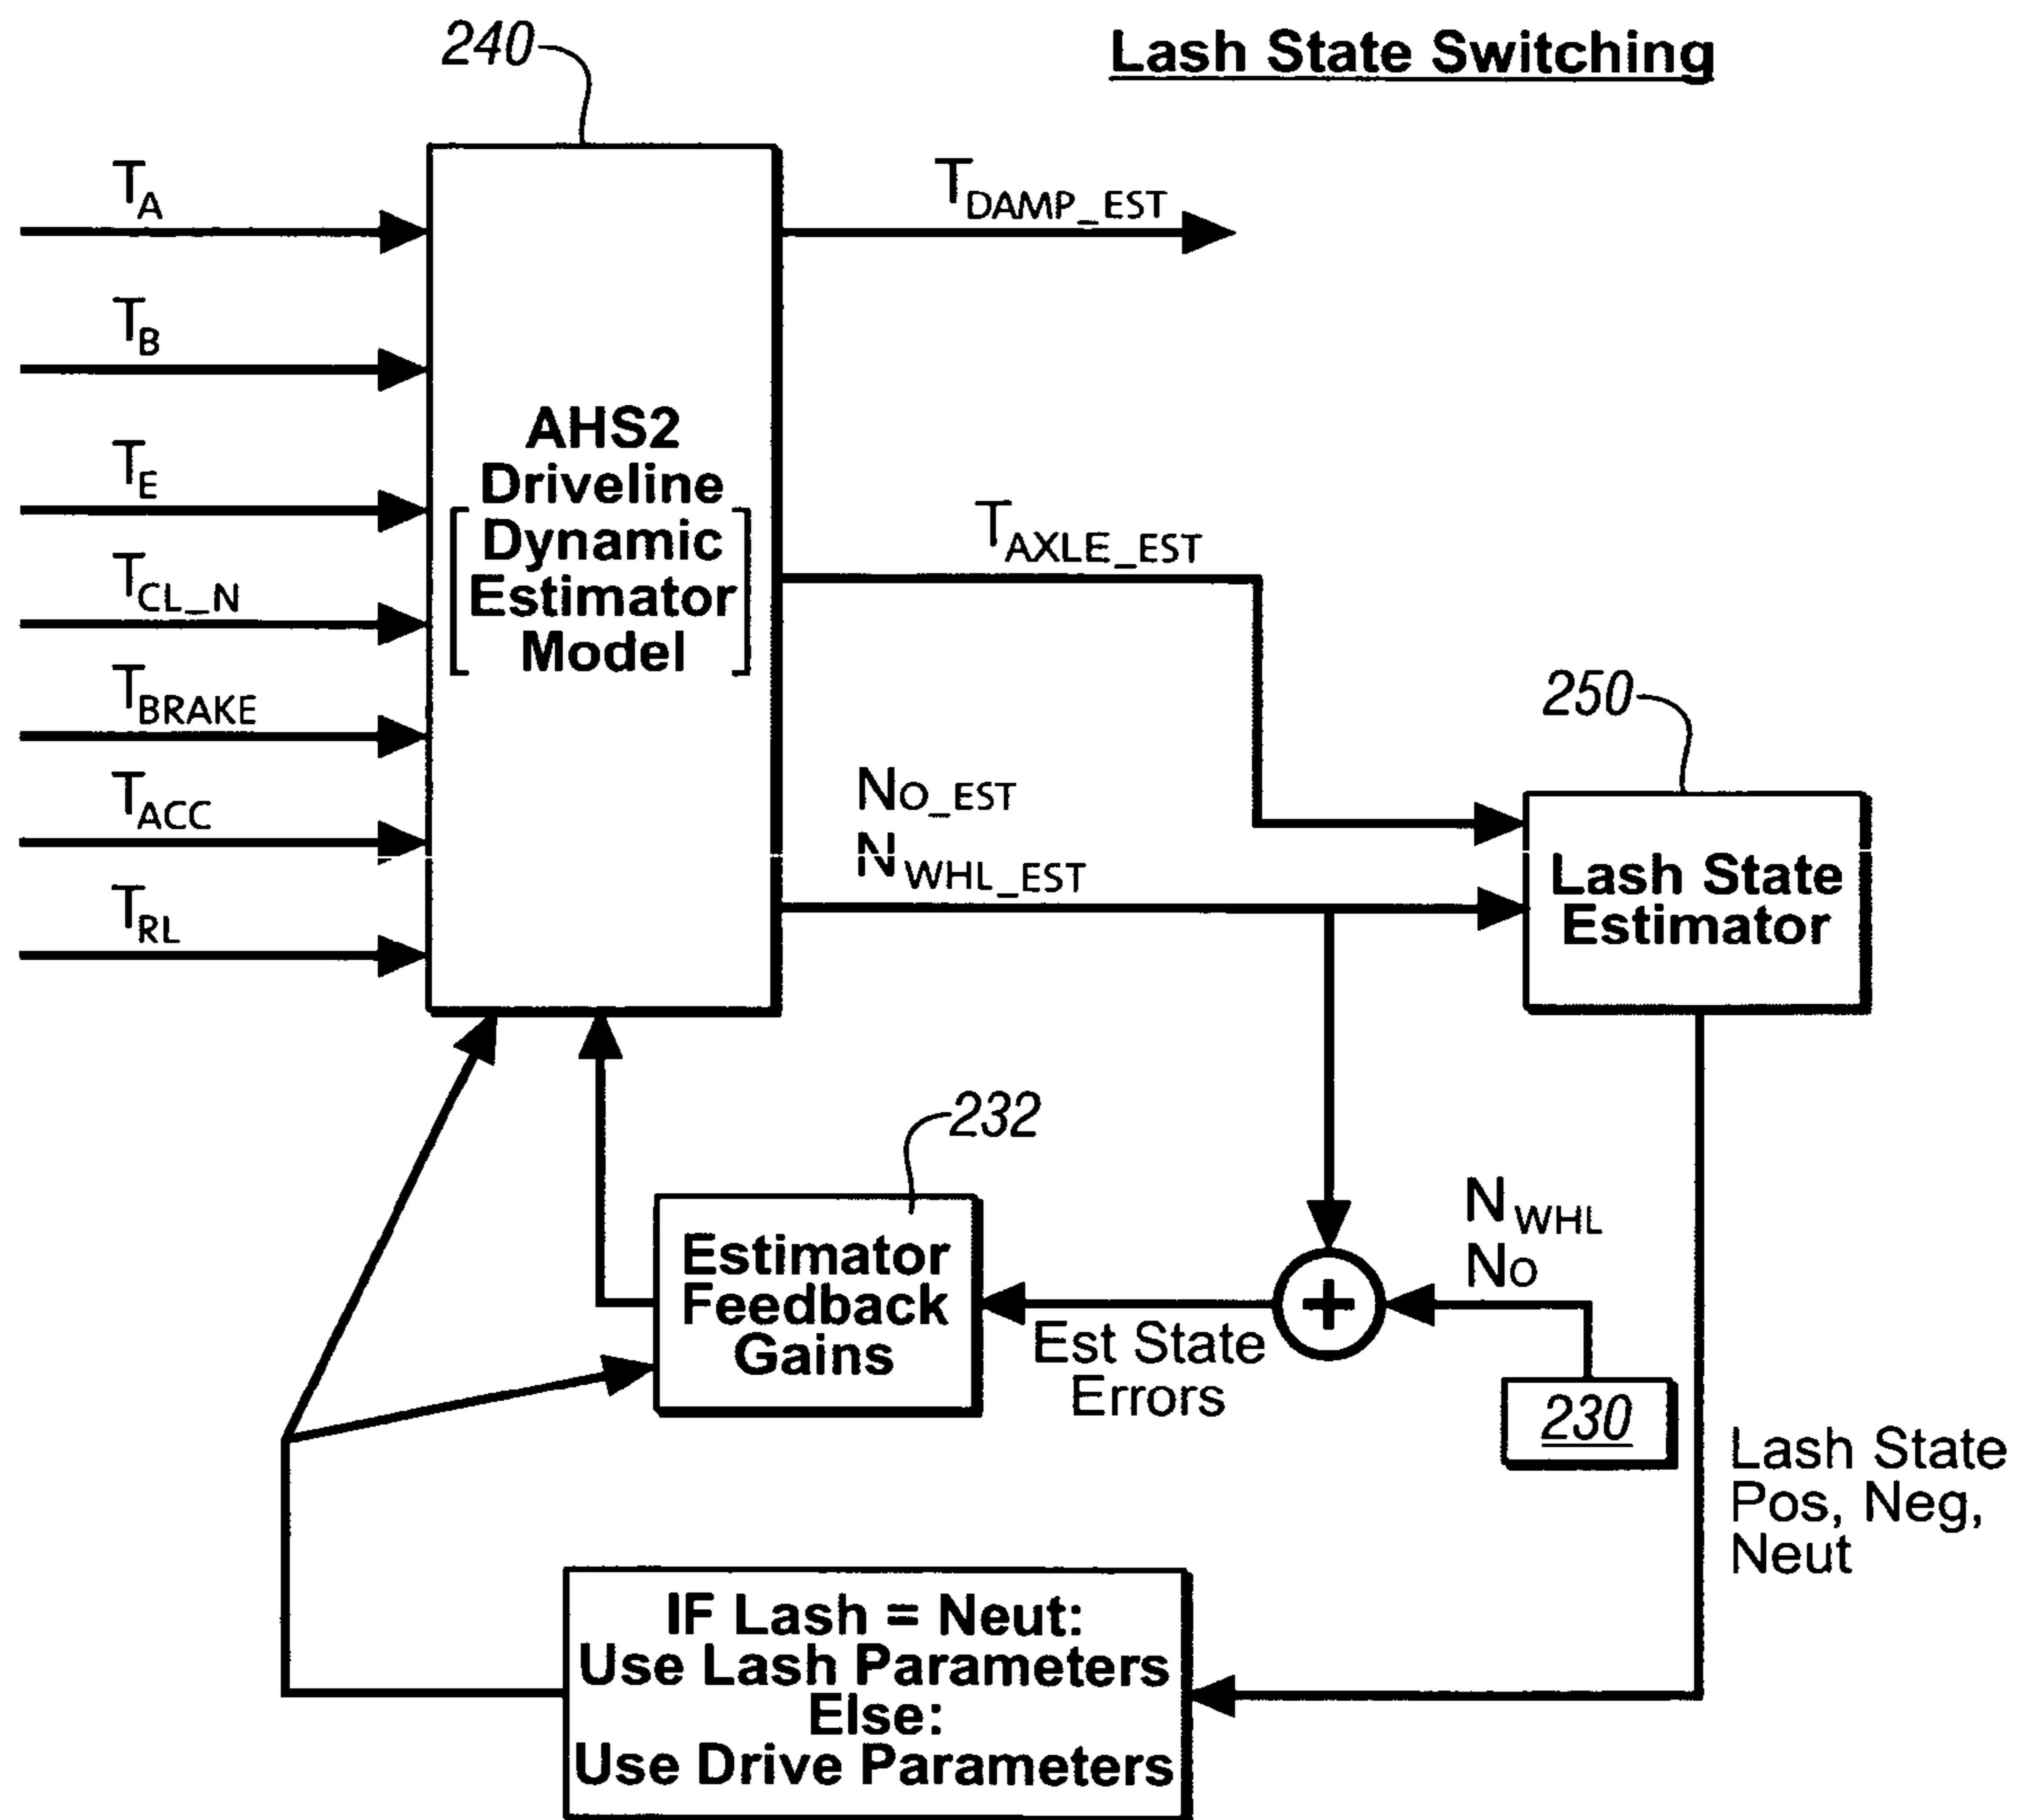 240
Lash State Switching
T_A
T_B
T_E
T_CL_N
T_BRAKE
T_ACC
T_RL
AHS2
Driveline
Dynamic
Estimator
Model
T_DAMP_EST
T_AXLE_EST
N_O_EST
N_WHL_EST
250
Lash State
Estimator
232
Estimator
Feedback
Gains
Est State
Errors
+
N_WHL
N_O
230
Lash State
Pos, Neg,
Neut
IF Lash = Neut:
Use Lash Parameters
Else:
Use Drive Parameters